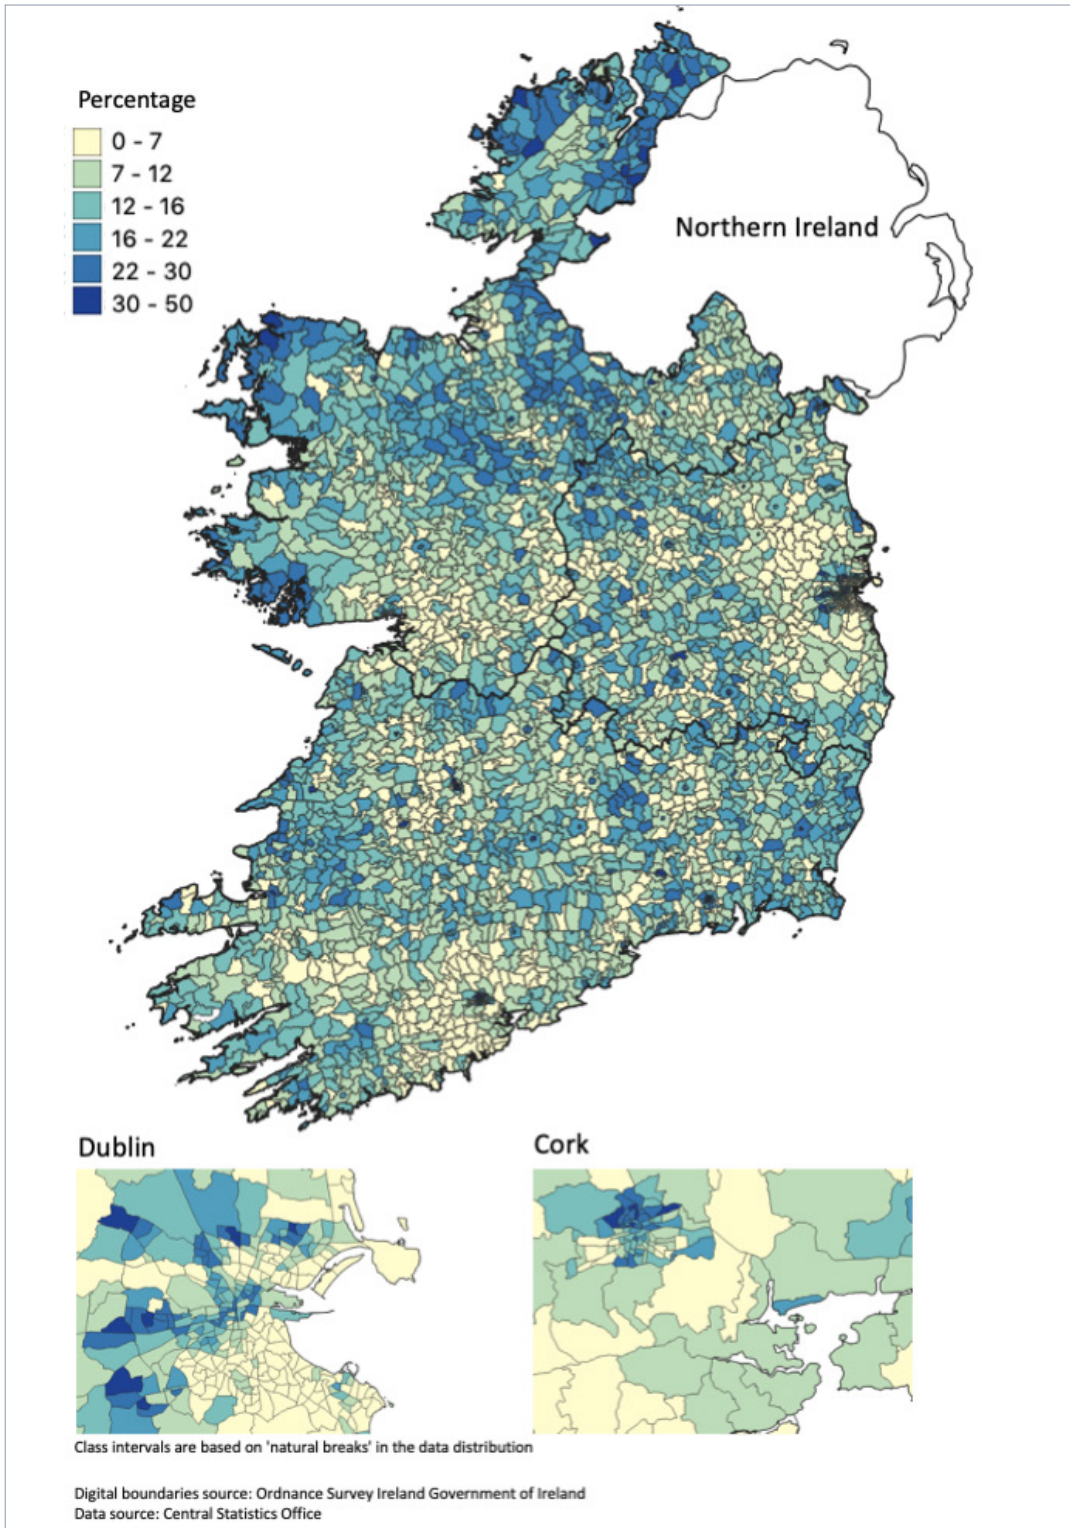 Percentage
0 - 7
7 - 12
12 - 16
16 - 22
22 - 30
30 - 50
Northern Ireland
Dublin
Cork
Class intervals are based on 'natural breaks' in the data distribution
Digital boundaries source: Ordnance Survey Ireland Government of Ireland
Data source: Central Statistics Office